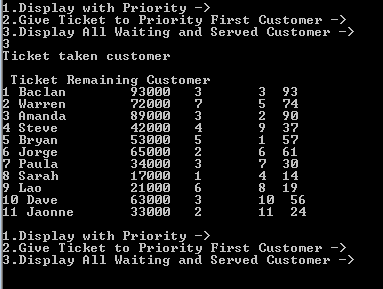 1.Display with Priority ->
2.Give Ticket to Priority First Customer ->
3.Display All Waiting and Served Customer ->
3
Ticket taken customer
Ticket Remaining Customer
1 Baclan 93000 3 3 93
2 Warren 72000 7 5 74
3 Amanda 89000 3 2 90
4 Steve 42000 4 9 37
5 Bryan 53000 5 1 57
6 Jorge 65000 2 6 61
7 Paula 34000 3 7 30
8 Sarah 17000 1 4 14
9 Lao 21000 6 8 19
10 Dave 63000 3 10 56
11 Jaonne 33000 2 11 24
1.Display with Priority ->
2.Give Ticket to Priority First Customer ->
3.Display All Waiting and Served Customer ->